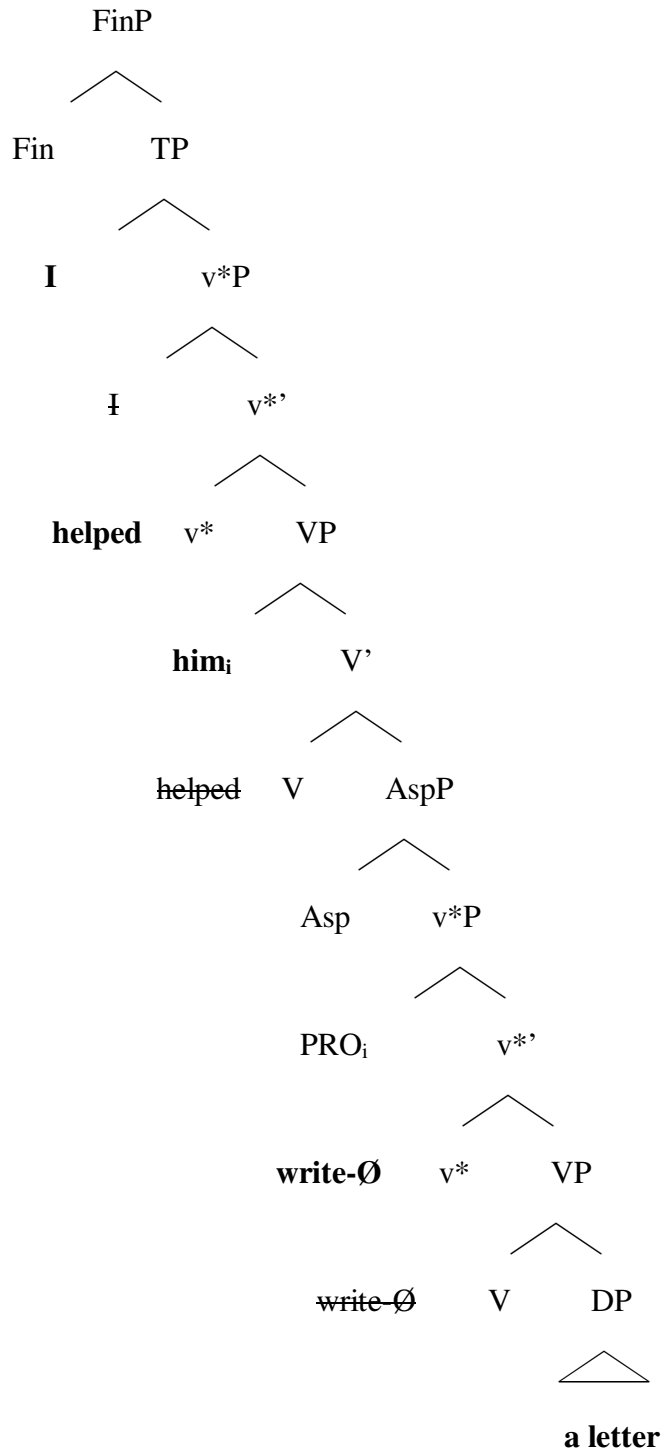 FinP
Fin TP
I v*P
I v*’
helped v* VP
himᵢ V’
helped V AspP
Asp v*P
PROᵢ v*’
write-Ø v* VP
write-Ø V DP
a letter